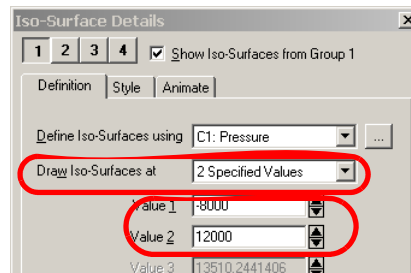 Iso-Surface Details
1 2 3 4 Show Iso-Surfaces from Group 1
Definition Style Animate
Define Iso-Surfaces using C1: Pressure ...
Draw Iso-Surfaces at 2 Specified Values
Value 1 -8000
Value 2 12000
Value 3 13510.2441406